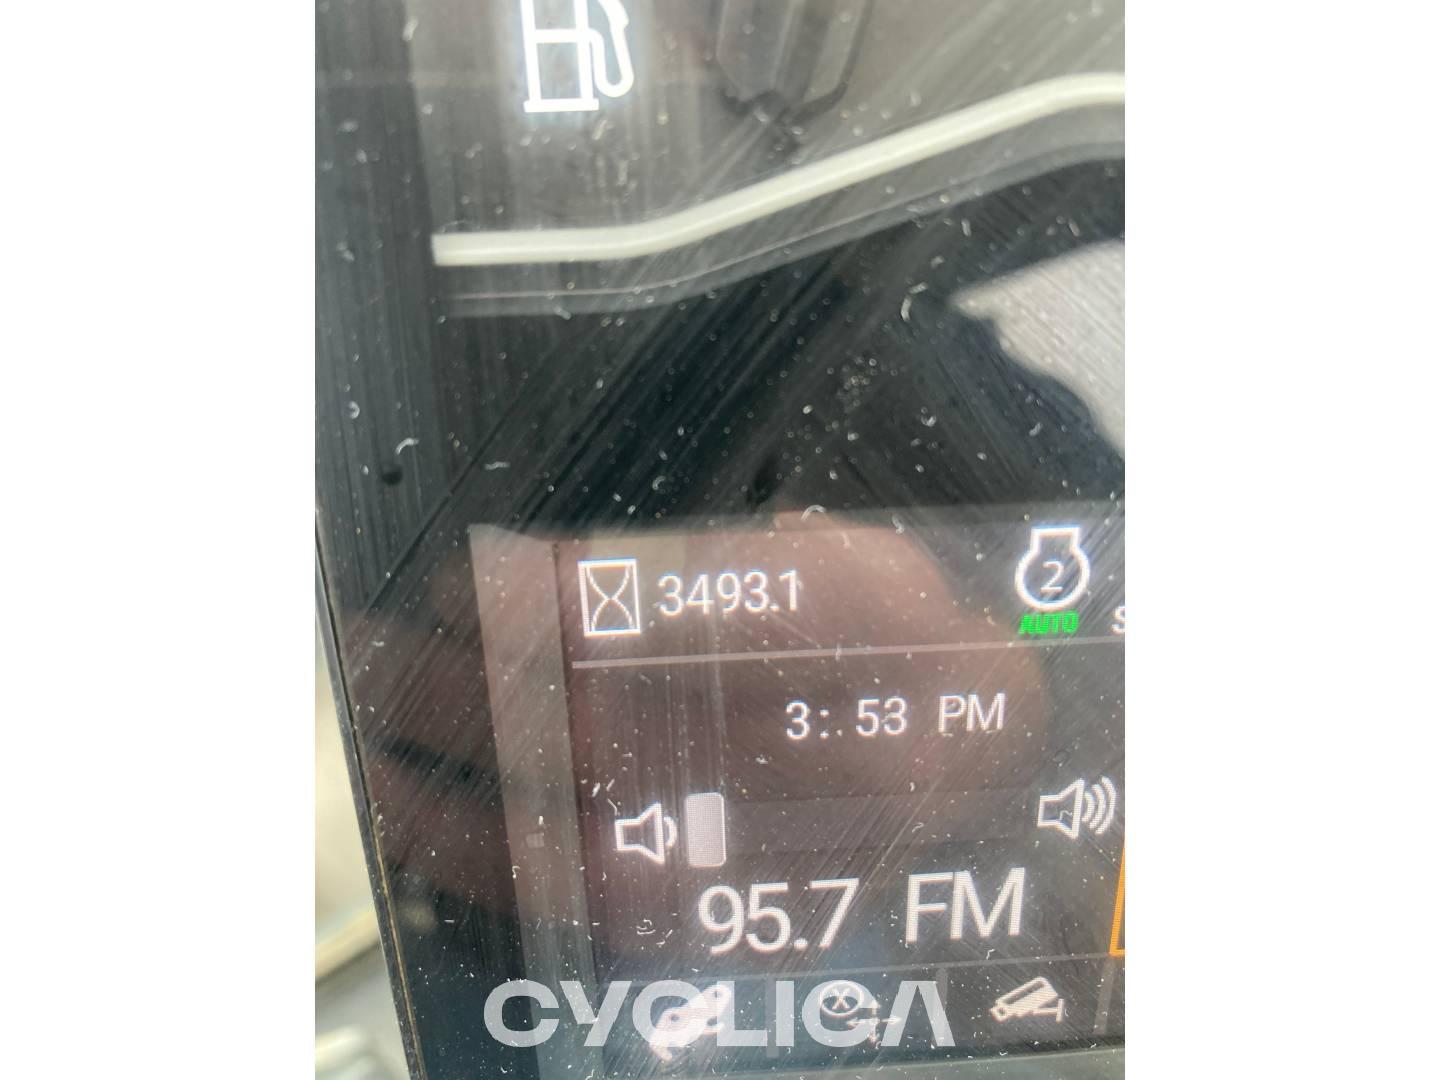 3493.1
2
AUTO
3:53 PM
95.7 FM
X
CYCLICA